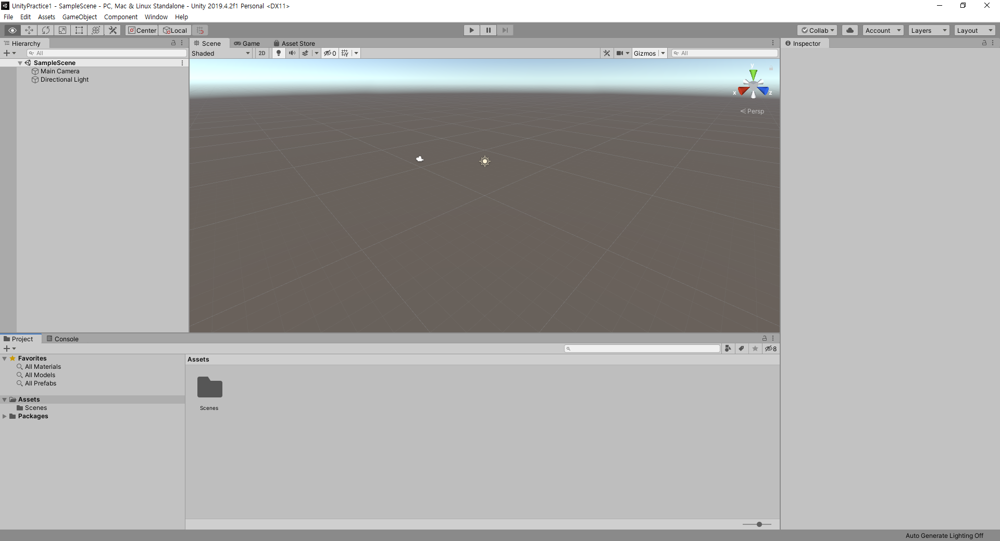 UnityPractice1 - SampleScene - PC, Mac & Linux Standalone - Unity 2019.4.2f1 Personal <DX11>
File Edit Assets GameObject Component Window Help
Center Local Collab Account Layers Layout
Hierarchy Scene Game Asset Store Inspector
All Shaded 2D 0 Gizmos All
SampleScene
Main Camera
Directional Light
y
x z
Persp
Project Console
8
Favorites Assets
All Materials
All Models
All Prefabs
Assets
Scenes Scenes
Packages
Auto Generate Lighting Off